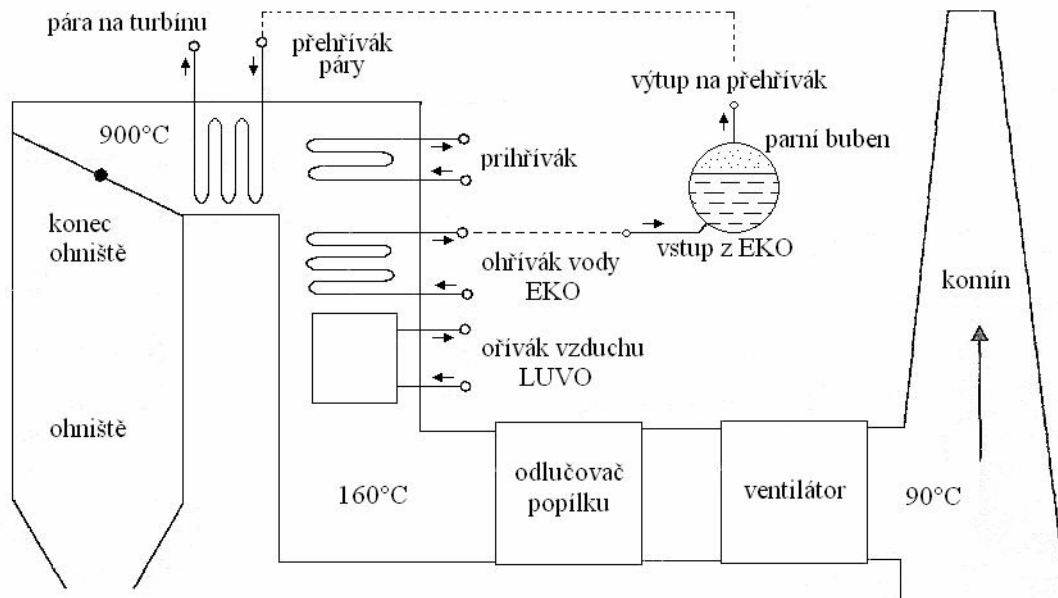 pára na turbínu
přehřívák
páry
výtup na přehřívák
900°C
parní buben
prihřívák
konec
ohniště
vstup z EKO
ohřívák vody
EKO
komín
ořívák vzduchu
LUVO
ohniště
odlučovač
popílku
160°C
ventilátor
90°C